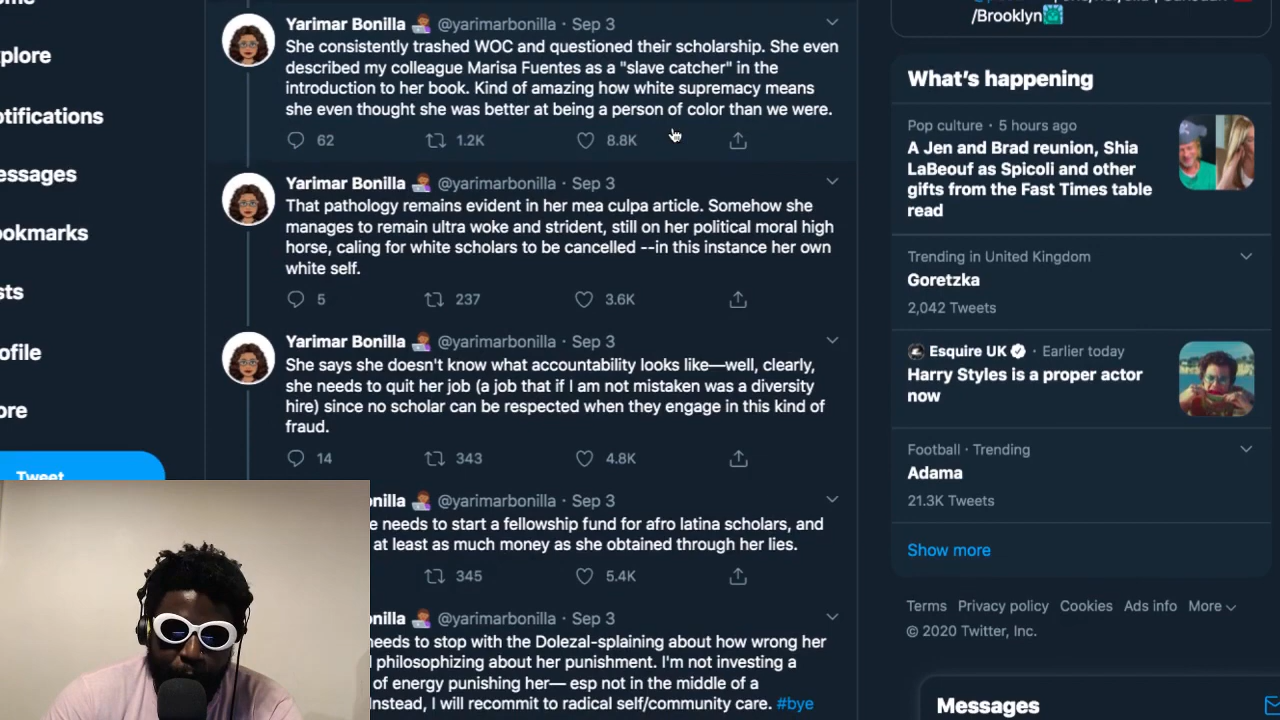 xplore
otifications
essages
ookmarks
sts
ofile
ore
Tweet
Yarimar Bonilla @yarimarbonilla · Sep 3
She consistently trashed WOC and questioned their scholarship. She even
described my colleague Marisa Fuentes as a "slave catcher" in the
introduction to her book. Kind of amazing how white supremacy means
she even thought she was better at being a person of color than we were.
62 1.2K 8.8K
Yarimar Bonilla @yarimarbonilla · Sep 3
That pathology remains evident in her mea culpa article. Somehow she
manages to remain ultra woke and strident, still on her political moral high
horse, caling for white scholars to be cancelled --in this instance her own
white self.
5 237 3.6K
Yarimar Bonilla @yarimarbonilla · Sep 3
She says she doesn't know what accountability looks like—well, clearly,
she needs to quit her job (a job that if I am not mistaken was a diversity
hire) since no scholar can be respected when they engage in this kind of
fraud.
14 343 4.8K
onilla @yarimarbonilla · Sep 3
e needs to start a fellowship fund for afro latina scholars, and
at least as much money as she obtained through her lies.
345 5.4K
onilla @yarimarbonilla · Sep 3
needs to stop with the Dolezal-splaining about how wrong her
philosophizing about her punishment. I'm not investing a
of energy punishing her— esp not in the middle of a
nstead, I will recommit to radical self/community care. #bye
/Brooklyn
What's happening
Pop culture · 5 hours ago
A Jen and Brad reunion, Shia
LaBeouf as Spicoli and other
gifts from the Fast Times table
read
Trending in United Kingdom
Goretzka
2,042 Tweets
Esquire UK · Earlier today
Harry Styles is a proper actor
now
Football · Trending
Adama
21.3K Tweets
Show more
Terms Privacy policy Cookies Ads info More
© 2020 Twitter, Inc.
Messages